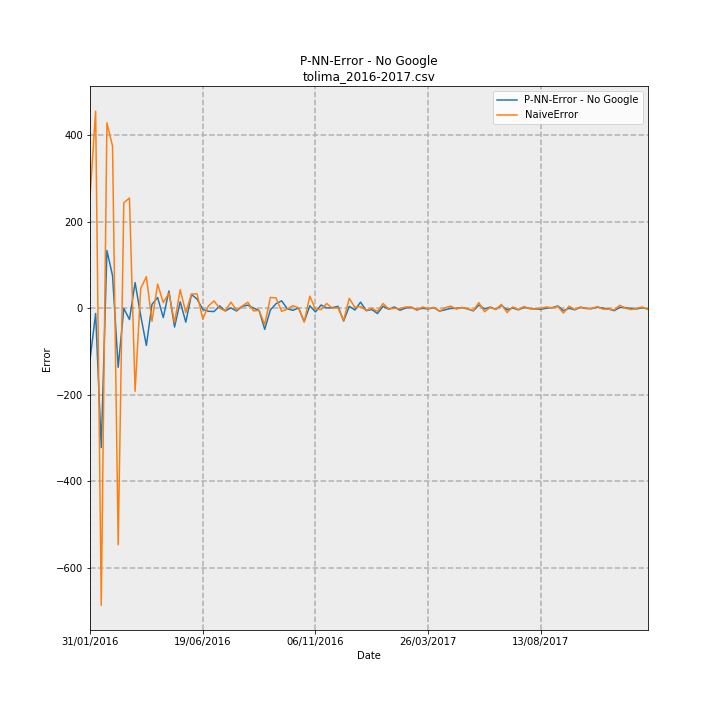 P-NN-Error - No Google
tolima_2016-2017.csv
P-NN-Error - No Google
NaiveError
400
200
0
−200
−400
−600
Error
31/01/2016 19/06/2016 06/11/2016 26/03/2017 13/08/2017
Date